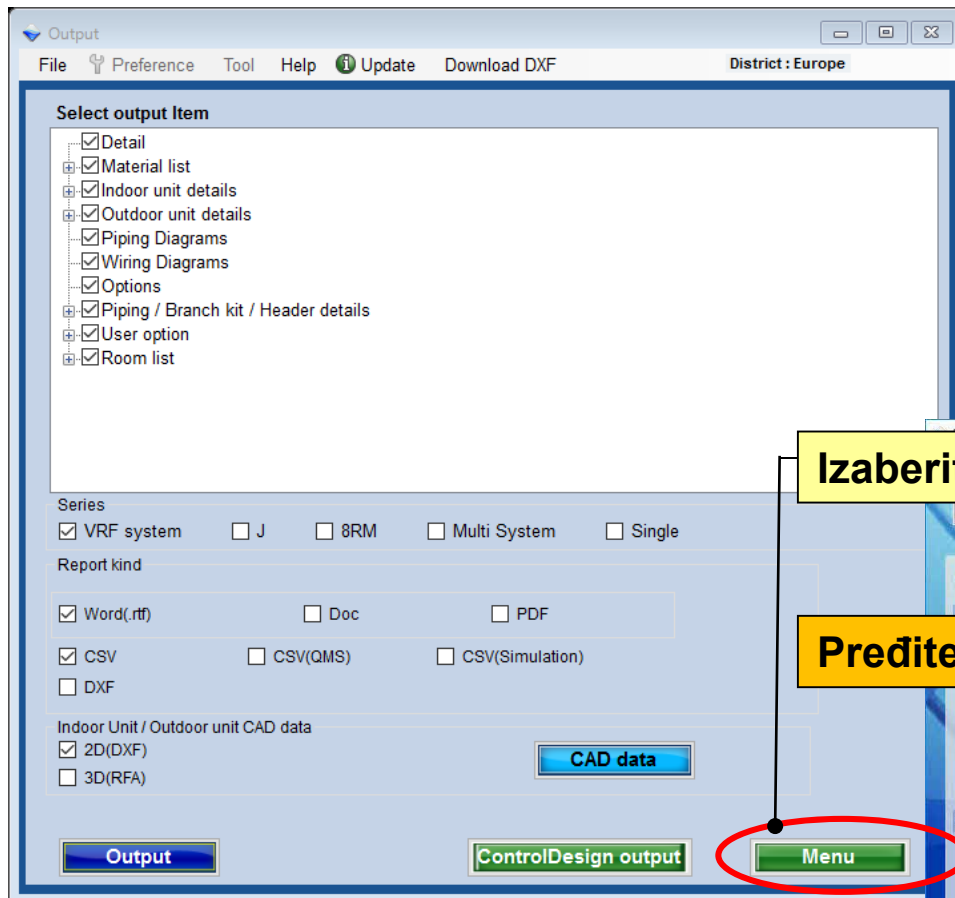 Output
File Preference Tool Help Update Download DXF District : Europe
Select output Item
Detail
Material list
Indoor unit details
Outdoor unit details
Piping Diagrams
Wiring Diagrams
Options
Piping / Branch kit / Header details
User option
Room list
Series
VRF system J 8RM Multi System Single
Report kind
Word(.rtf) Doc PDF
CSV CSV(QMS) CSV(Simulation)
DXF
Indoor Unit / Outdoor unit CAD data
2D(DXF)
3D(RFA)
CAD data
Output ControlDesign output Menu
Pređite